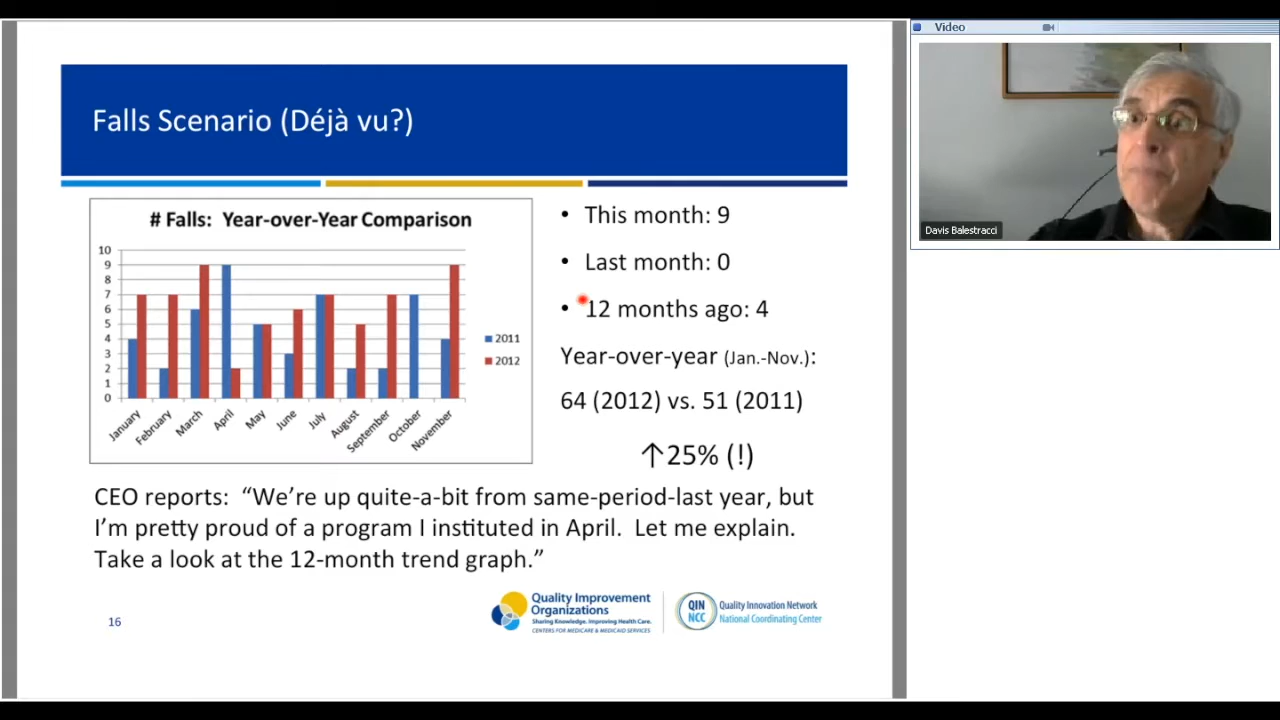 Falls Scenario (Déjà vu?)
# Falls: Year-over-Year Comparison
10
9
8
7
6
5
4
3
2
1
0
January
February
March
April
May
June
July
August
September
October
November
2011
2012
• This month: 9
• Last month: 0
• 12 months ago: 4
Year-over-year (Jan.-Nov.):
64 (2012) vs. 51 (2011)
↑25% (!)
CEO reports: “We’re up quite-a-bit from same-period-last year, but
I’m pretty proud of a program I instituted in April. Let me explain.
Take a look at the 12-month trend graph.”
16
Quality Improvement
Organizations
Sharing Knowledge. Improving Health Care.
CENTERS FOR MEDICARE & MEDICAID SERVICES
QIN
NCC
Quality Innovation Network
National Coordinating Center
Video
Davis Balestracci